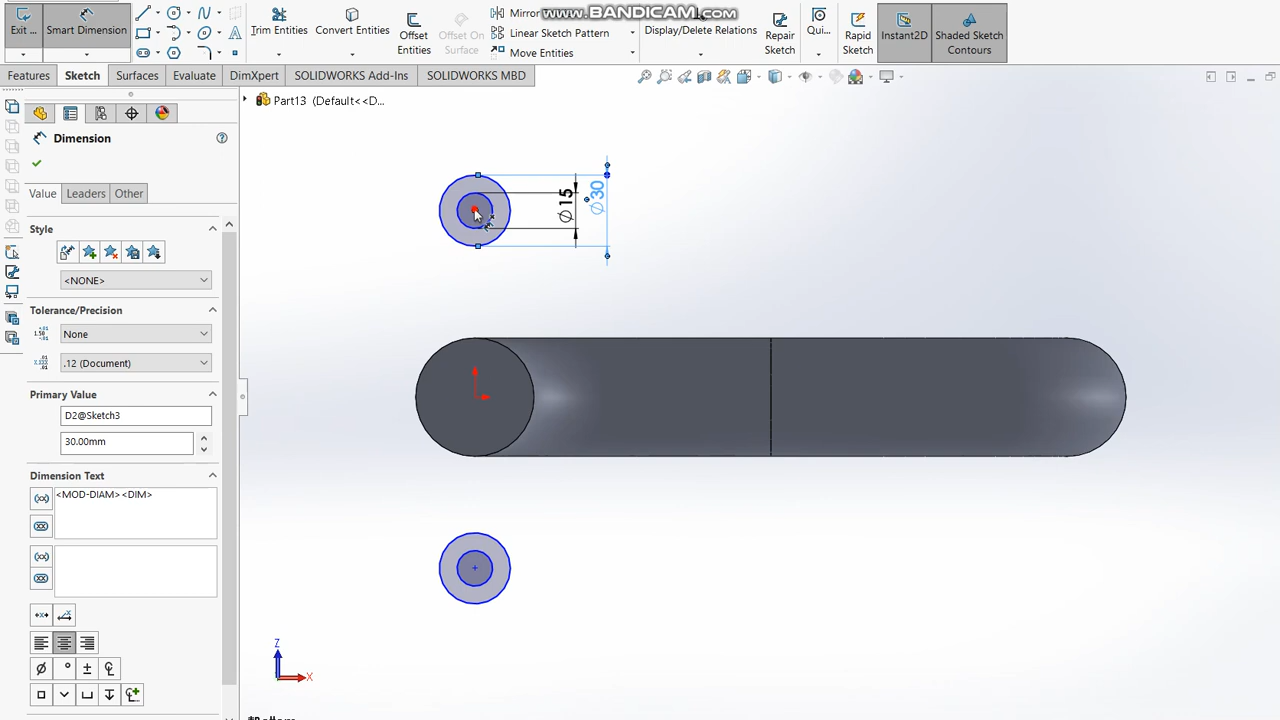 www.BANDICAM.com
Exit ...
Smart Dimension
Trim Entities
Convert Entities
Offset Entities
Offset On Surface
Mirror
Linear Sketch Pattern
Move Entities
Display/Delete Relations
Repair Sketch
Qui...
Rapid Sketch
Instant2D
Shaded Sketch Contours
Features Sketch Surfaces Evaluate DimXpert SOLIDWORKS Add-Ins SOLIDWORKS MBD
Part13 (Default<<D...
Dimension
Value Leaders Other
Style
<NONE>
Tolerance/Precision
None
.12 (Document)
Primary Value
D2@Sketch3
30.00mm
Dimension Text
<MOD-DIAM><DIM>
∅15
∅30
Z
X